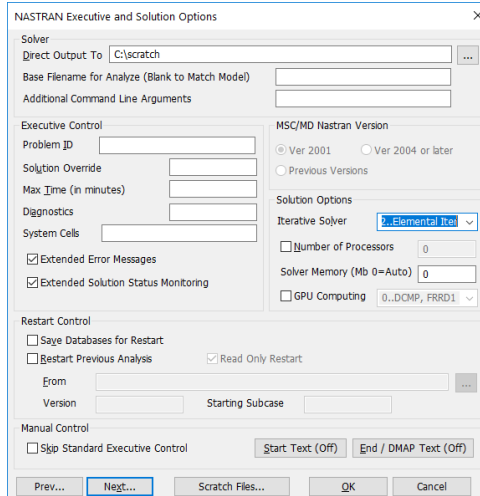 NASTRAN Executive and Solution Options
Solver
Direct Output To C:\scratch ...
Base Filename for Analyze (Blank to Match Model)
Additional Command Line Arguments
Executive Control
Problem ID
Solution Override
Max Time (in minutes)
Diagnostics
System Cells
Extended Error Messages
Extended Solution Status Monitoring
MSC/MD Nastran Version
Ver 2001 Ver 2004 or later
Previous Versions
Solution Options
Iterative Solver 2..Elemental Iter
Number of Processors 0
Solver Memory (Mb 0=Auto) 0
GPU Computing 0..DCMP, FRRD1
Restart Control
Save Databases for Restart
Restart Previous Analysis Read Only Restart
From ...
Version Starting Subcase
Manual Control
Skip Standard Executive Control Start Text (Off) End / DMAP Text (Off)
Prev... Next... Scratch Files... OK Cancel